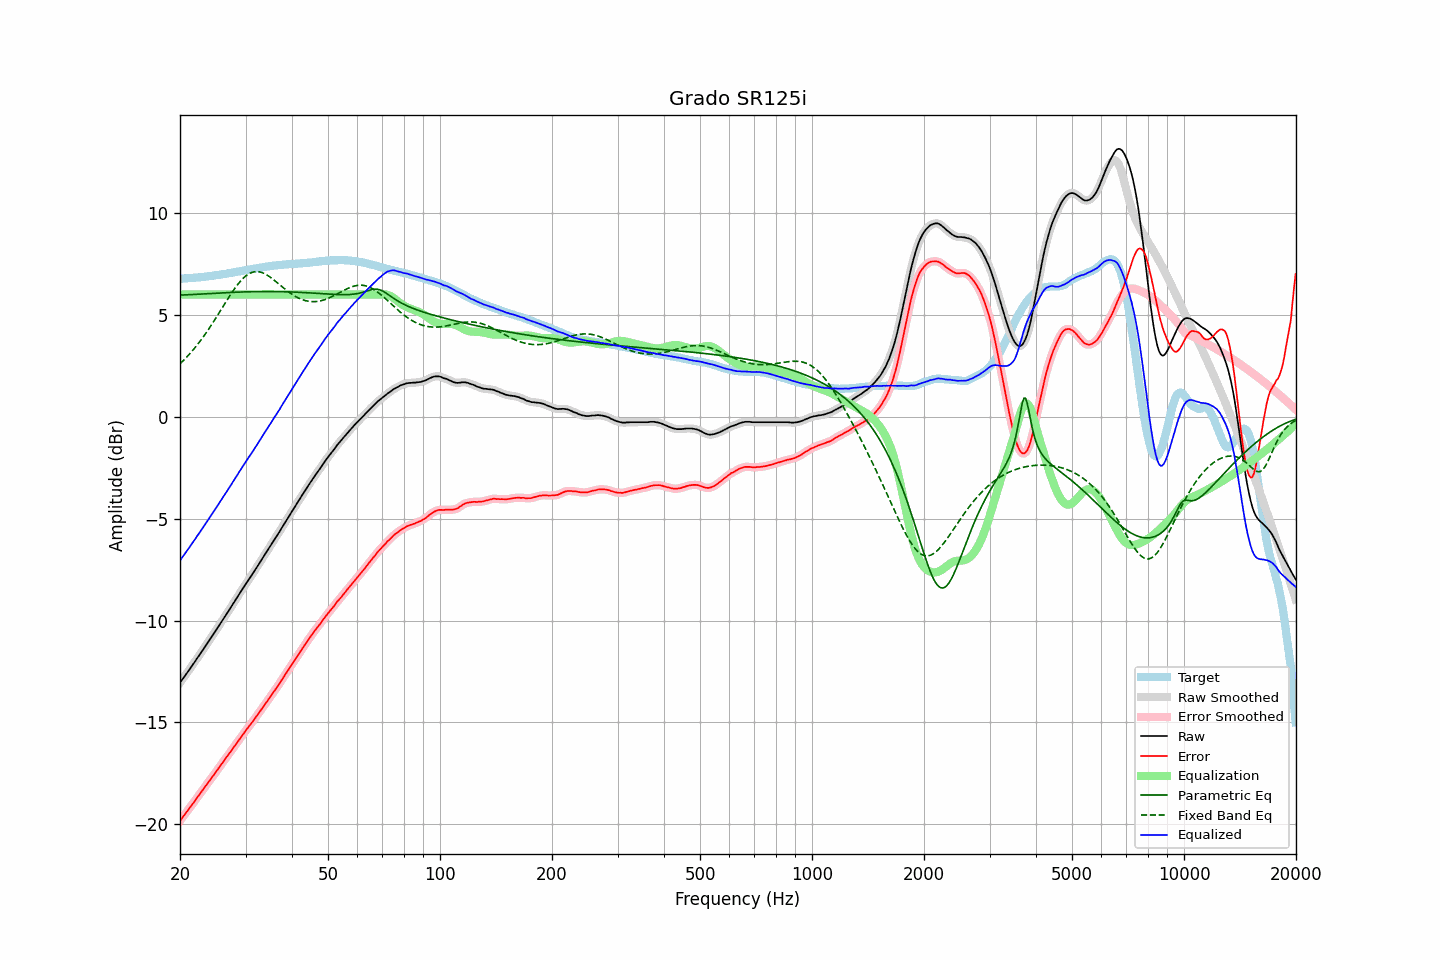 Grado SR125i
Amplitude (dBr)
10
5
0
−5
−10
−15
−20
20
50
100
200
500
1000
2000
5000
10000
20000
Frequency (Hz)
Target
Raw Smoothed
Error Smoothed
Raw
Error
Equalization
Parametric Eq
Fixed Band Eq
Equalized